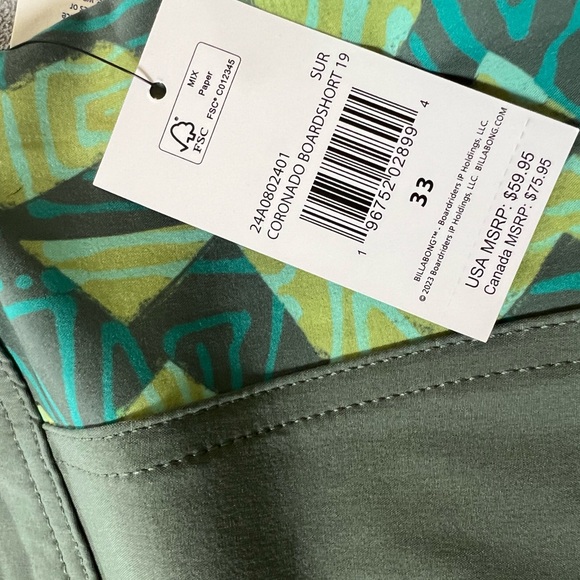 MIX
Paper
FSC® C012345
FSC
24A0802401
SUR
CORONADO BOARDSHORT 19
1 96752 02899 4
33
BILLABONG™ - Boardriders IP Holdings, LLC.
© 2023 Boardriders IP Holdings, LLC. BILLABONG.COM
USA MSRP: $59.95
Canada MSRP: $75.95